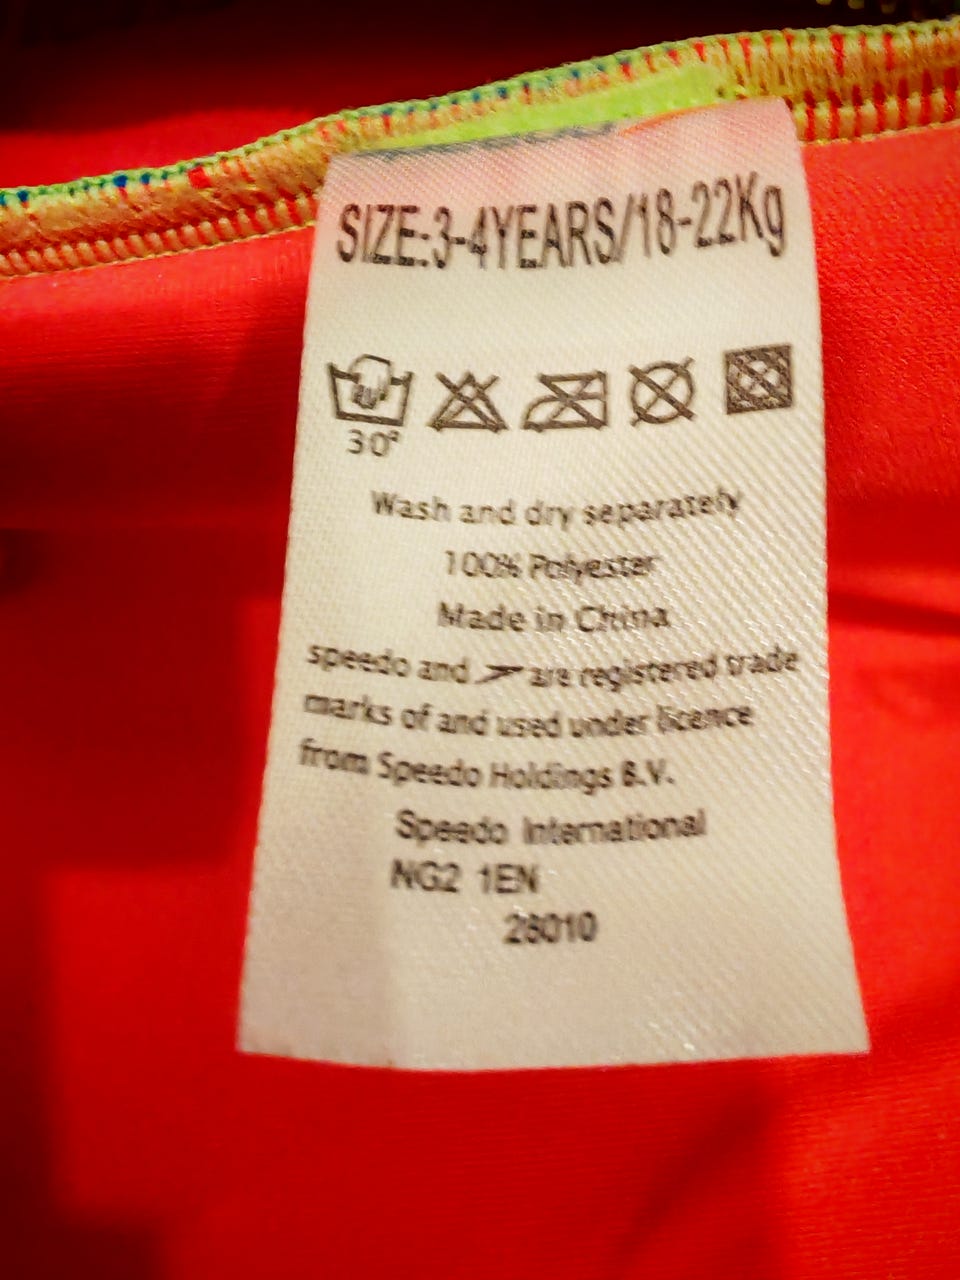 SIZE:3-4YEARS/18-22Kg
30°
Wash and dry separately
100% Polyester
Made in China
speedo and are registered trade
marks of and used under licence
from Speedo Holdings B.V.
Speedo International
NG2 1EN
28010